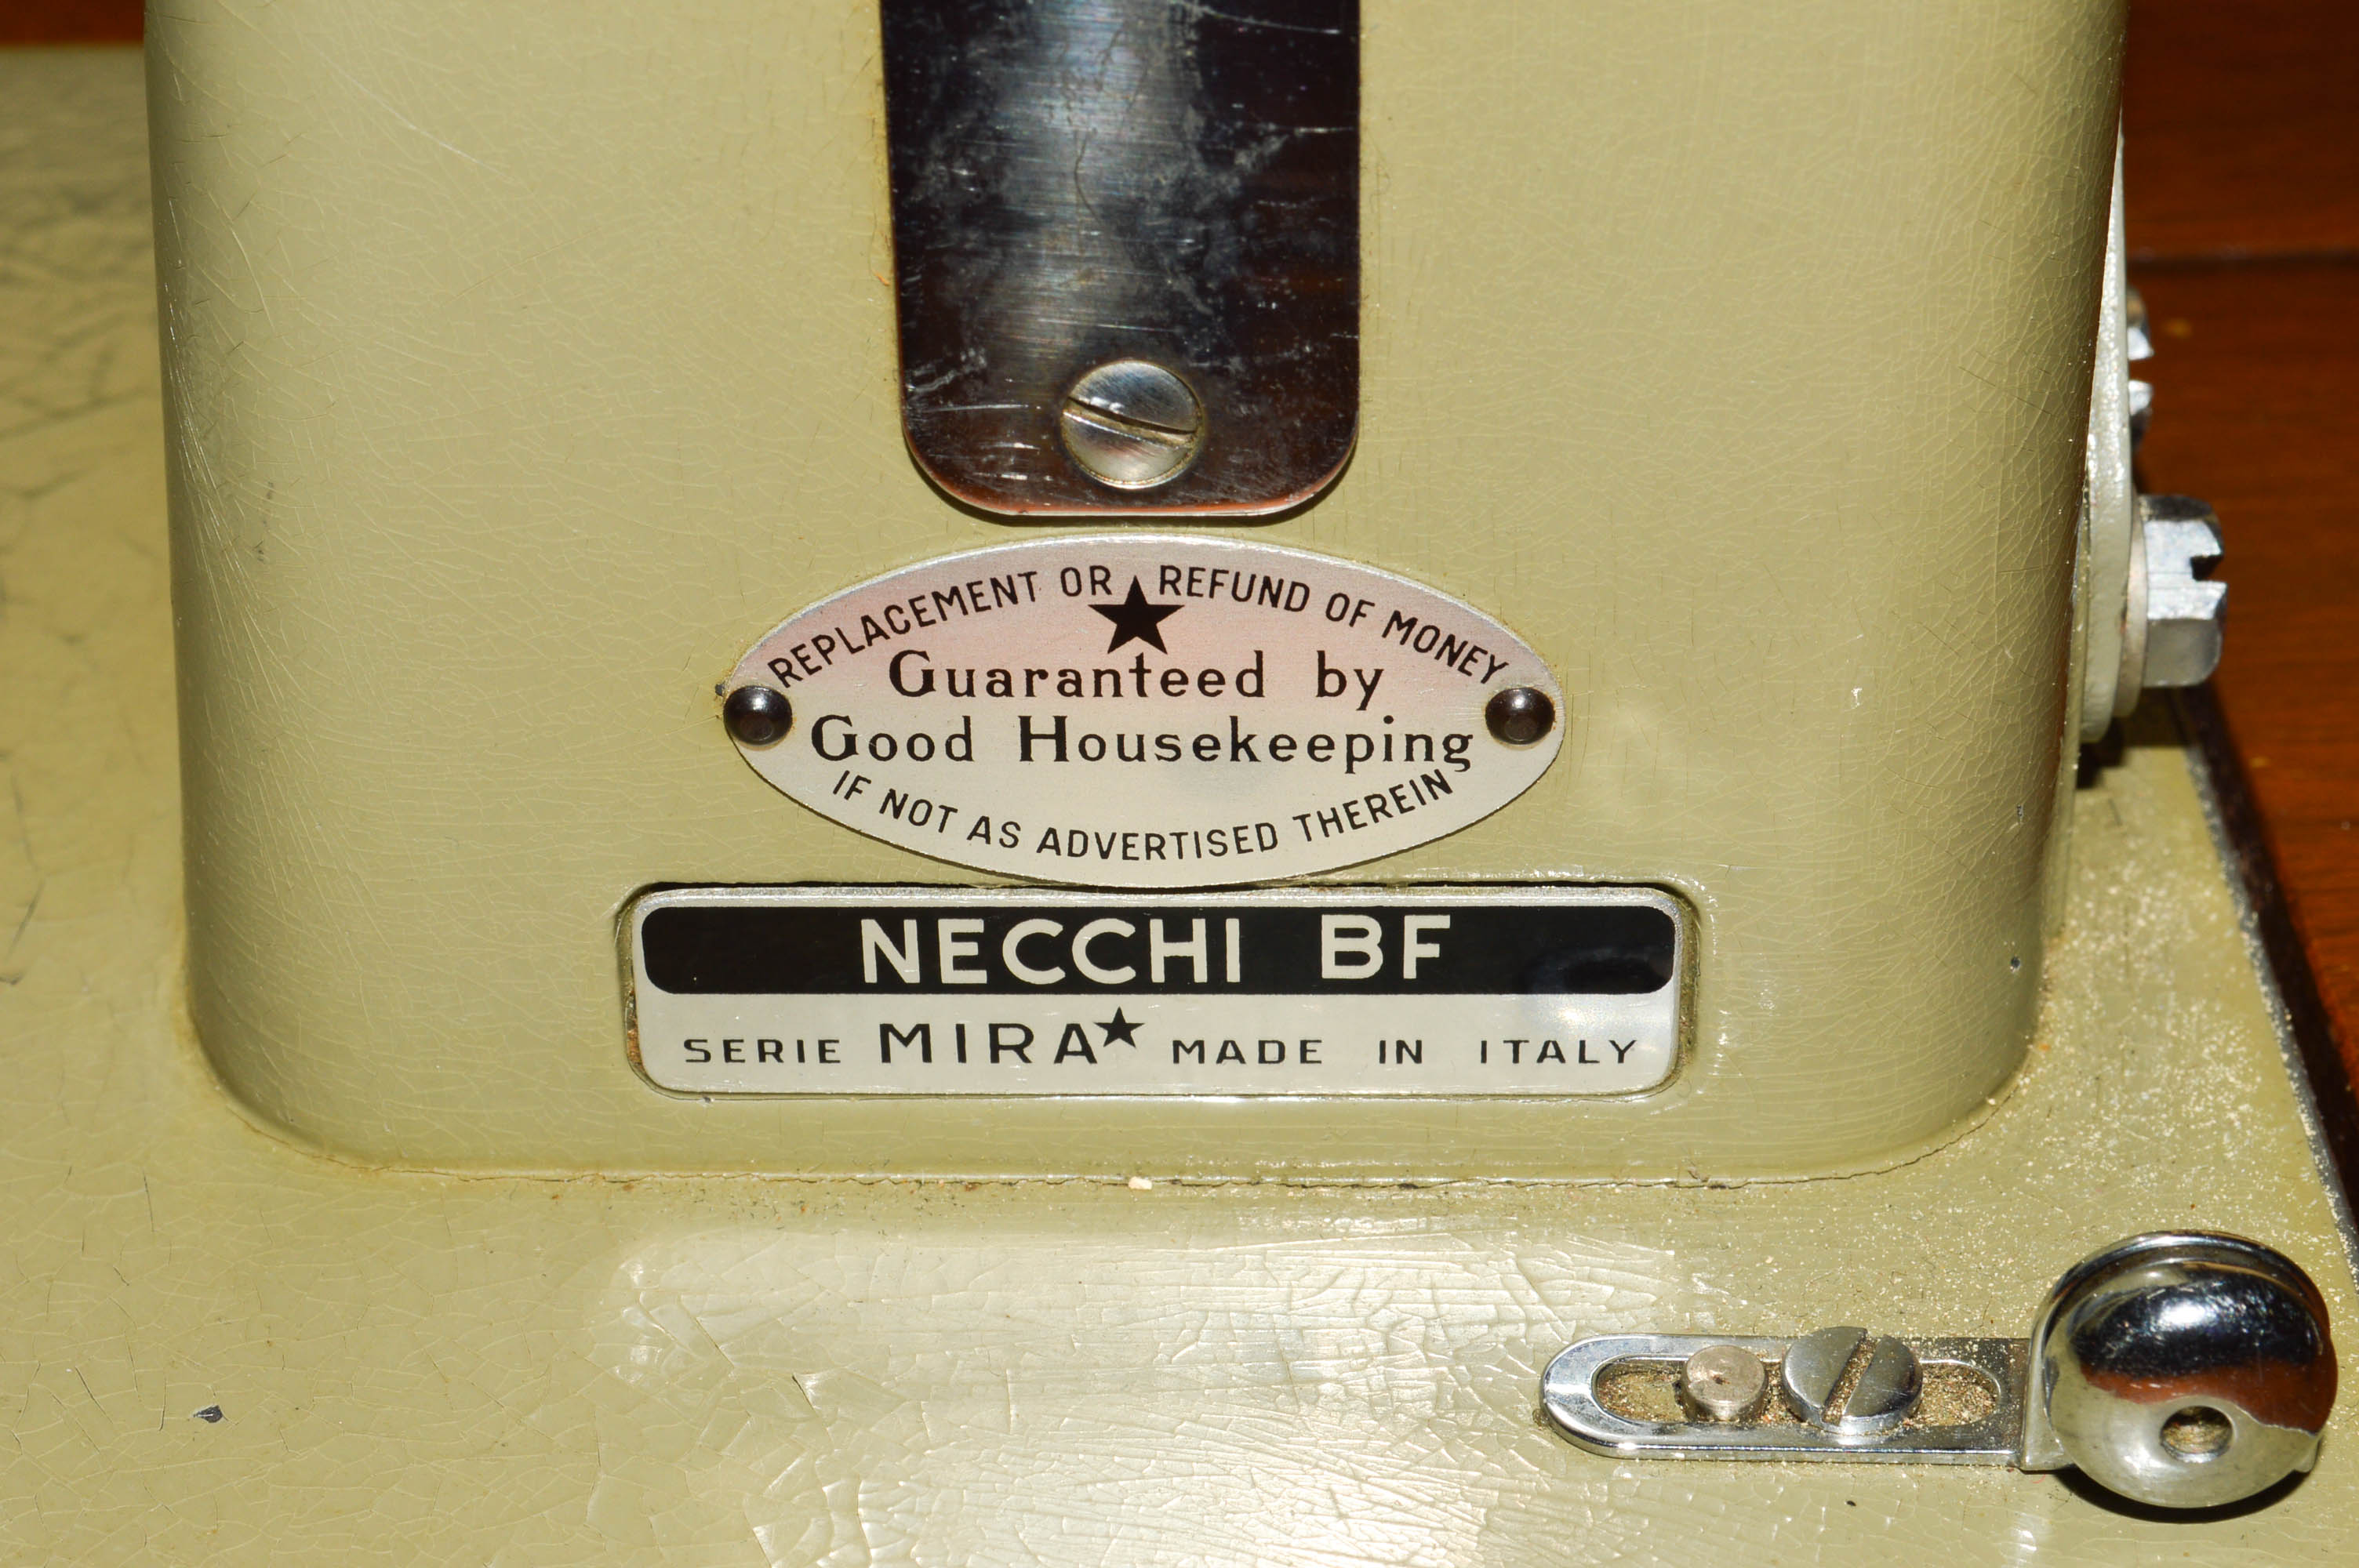 REPLACEMENT OR ★ REFUND OF MONEY
Guaranteed by
Good Housekeeping
IF NOT AS ADVERTISED THEREIN
NECCHI BF
SERIE MIRA★ MADE IN ITALY